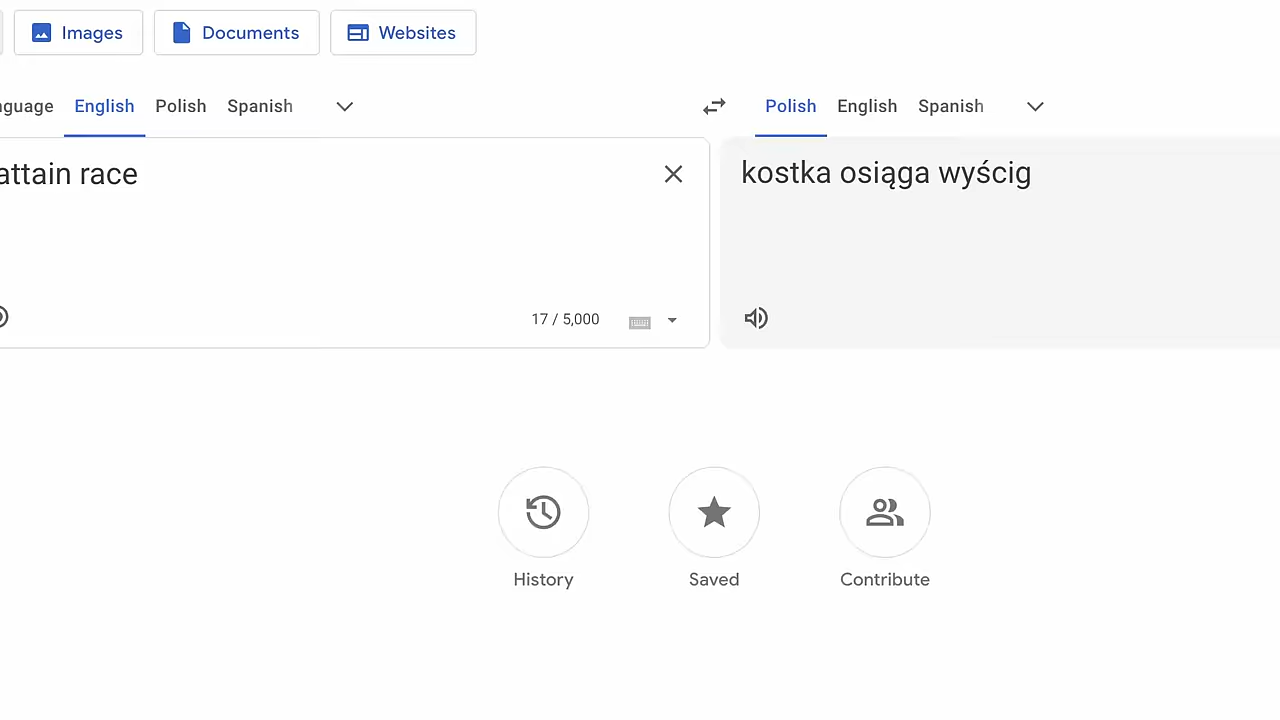 Images Documents Websites
nguage English Polish Spanish Polish English Spanish
attain race
kostka osiąga wyścig
17 / 5,000
History Saved Contribute